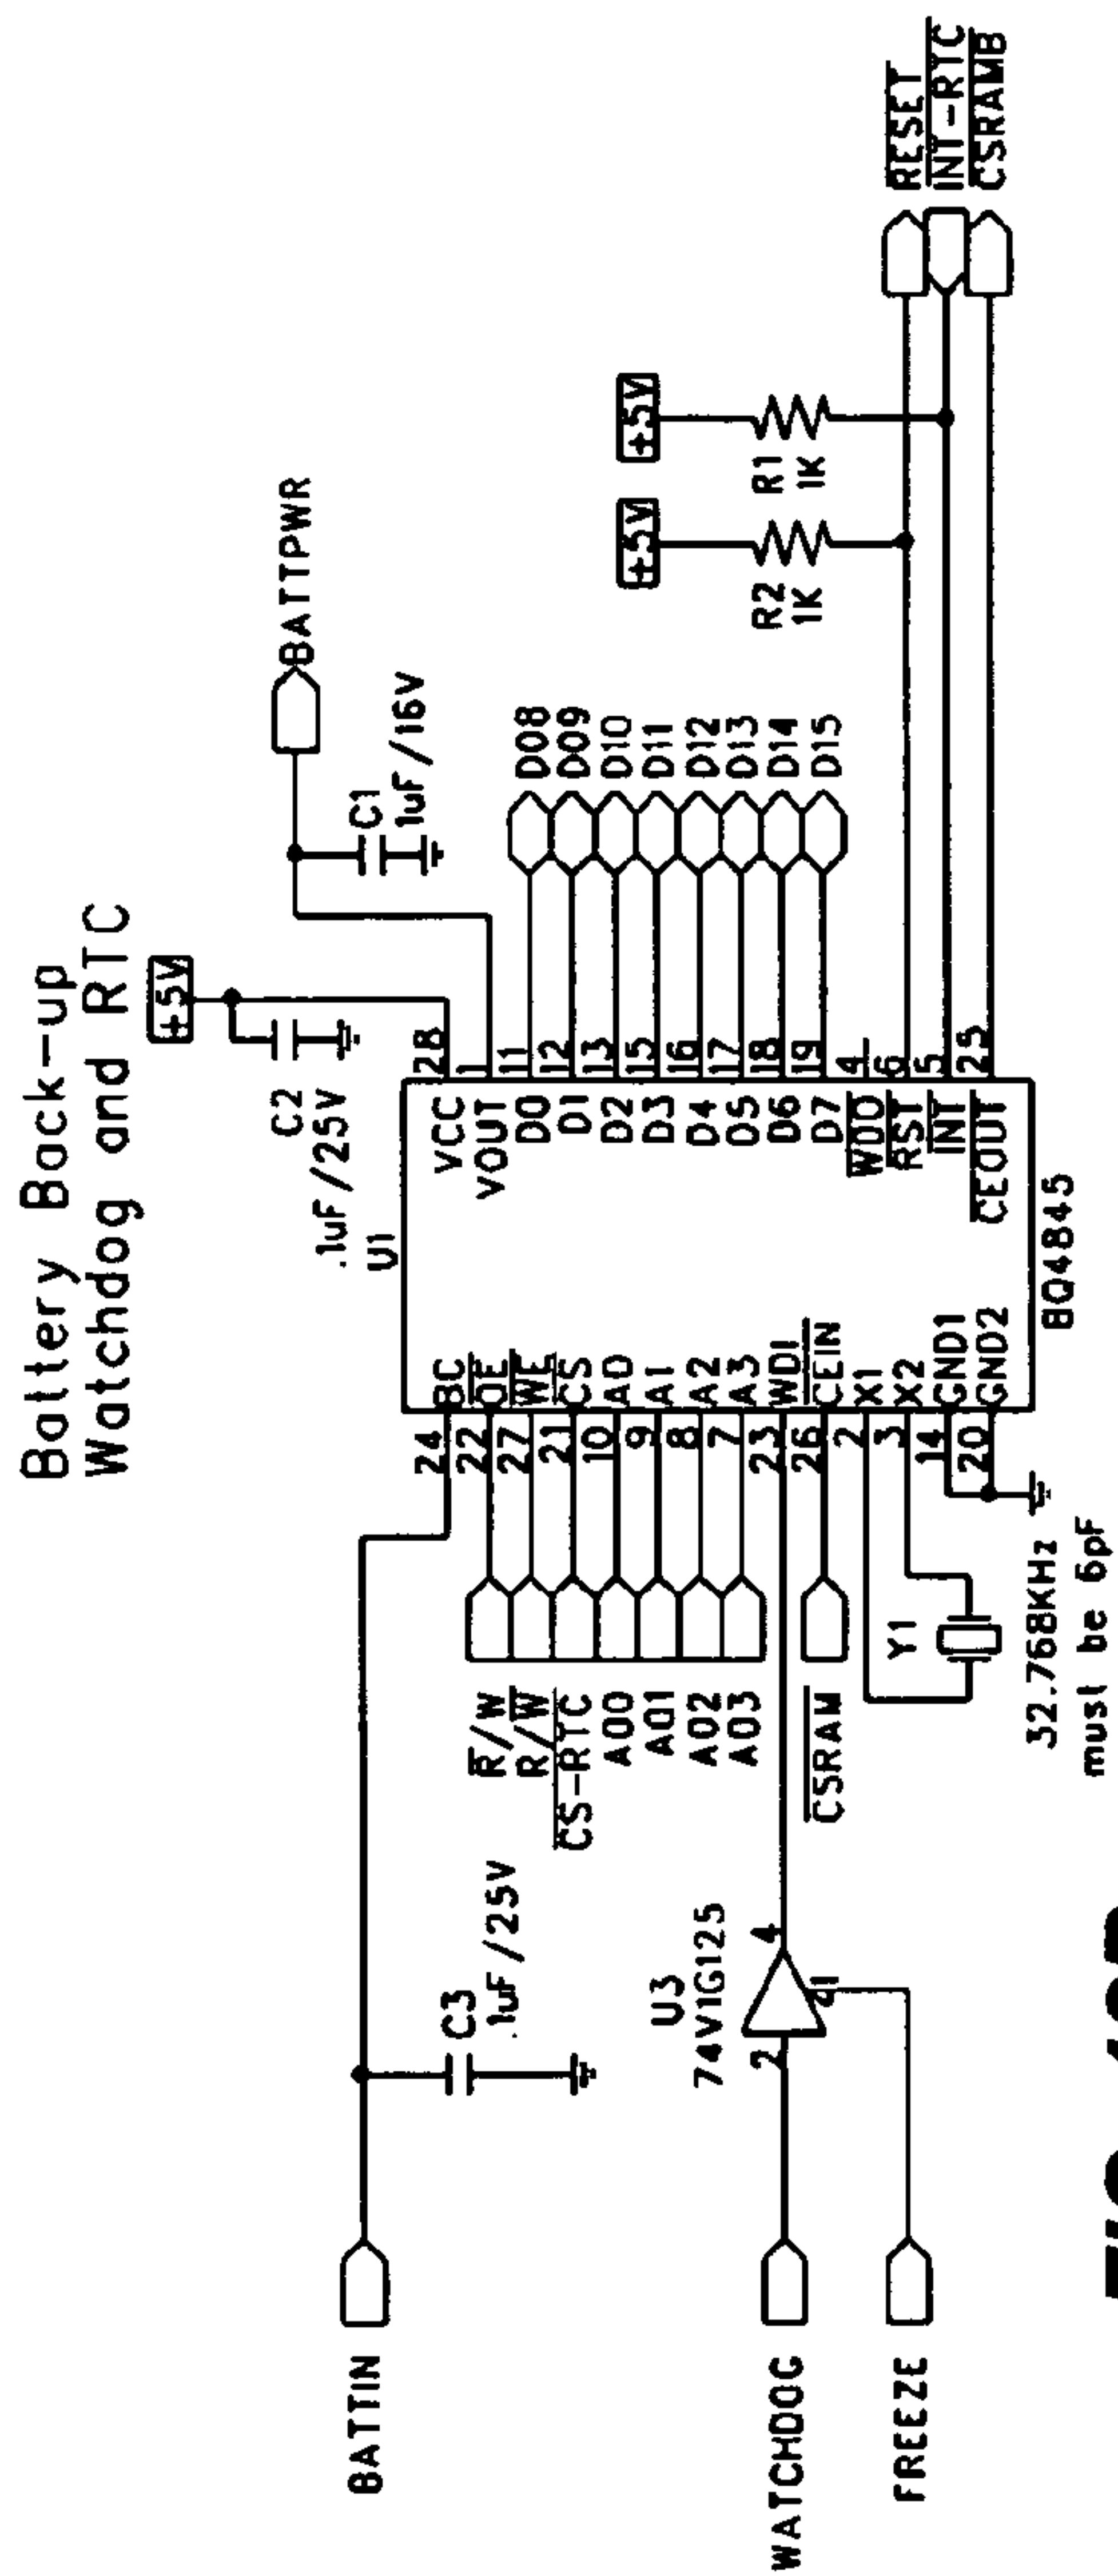 Battery Back-up
Watchdog and RTC
+5V
C2
.1uF/25V
BATTPWR
C1
1uF/16V
BATTIN
C3
.1uF/25V
U1
24 BC
22 OE
27 WE
21 CS
10 A0
9 A1
8 A2
7 A3
23 WDI
26 CEIN
2 X1
3 X2
14 GND1
20 GND2
VCC 28
VOUT 1
D0 11
D1 12
D2 13
D3 15
D4 16
D5 17
D6 18
D7 19
WDO 4
RST 6
INT 5
CEOUT 25
BQ4845
R/W
R/W
CS-RTC
A00
A01
A02
A03
CSRAM
D08
D09
D10
D11
D12
D13
D14
D15
+5V
+5V
R2
1K
R1
1K
RESET
INT-RTC
CSRAMB
U3
74V1G125
2
4
1
WATCHDOG
FREEZE
Y1
32.768KHz
must be 6pF